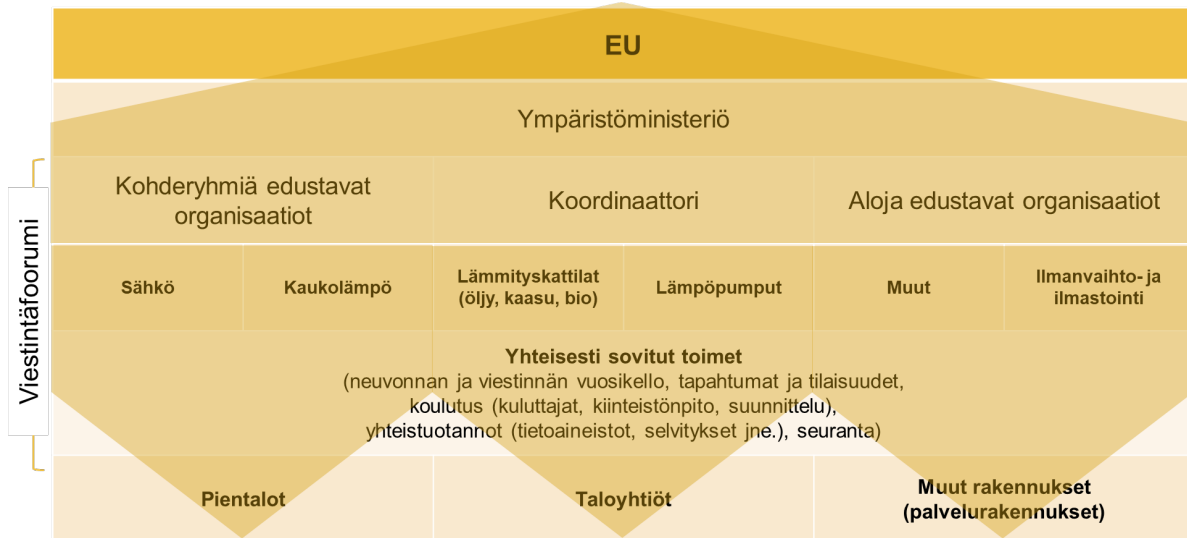 EU
Ympäristöministeriö
Viestintäfoorumi
Kohderyhmiä edustavat
organisaatiot
Koordinaattori
Aloja edustavat organisaatiot
Sähkö
Kaukolämpö
Lämmityskattilat
(öljy, kaasu, bio)
Lämpöpumput
Muut
Ilmanvaihto- ja
ilmastointi
Yhteisesti sovitut toimet
(neuvonnan ja viestinnän vuosikello, tapahtumat ja tilaisuudet,
koulutus (kuluttajat, kiinteistönpito, suunnittelu),
yhteistuotannot (tietoaineistot, selvitykset jne.), seuranta)
Pientalot
Taloyhtiöt
Muut rakennukset
(palvelurakennukset)